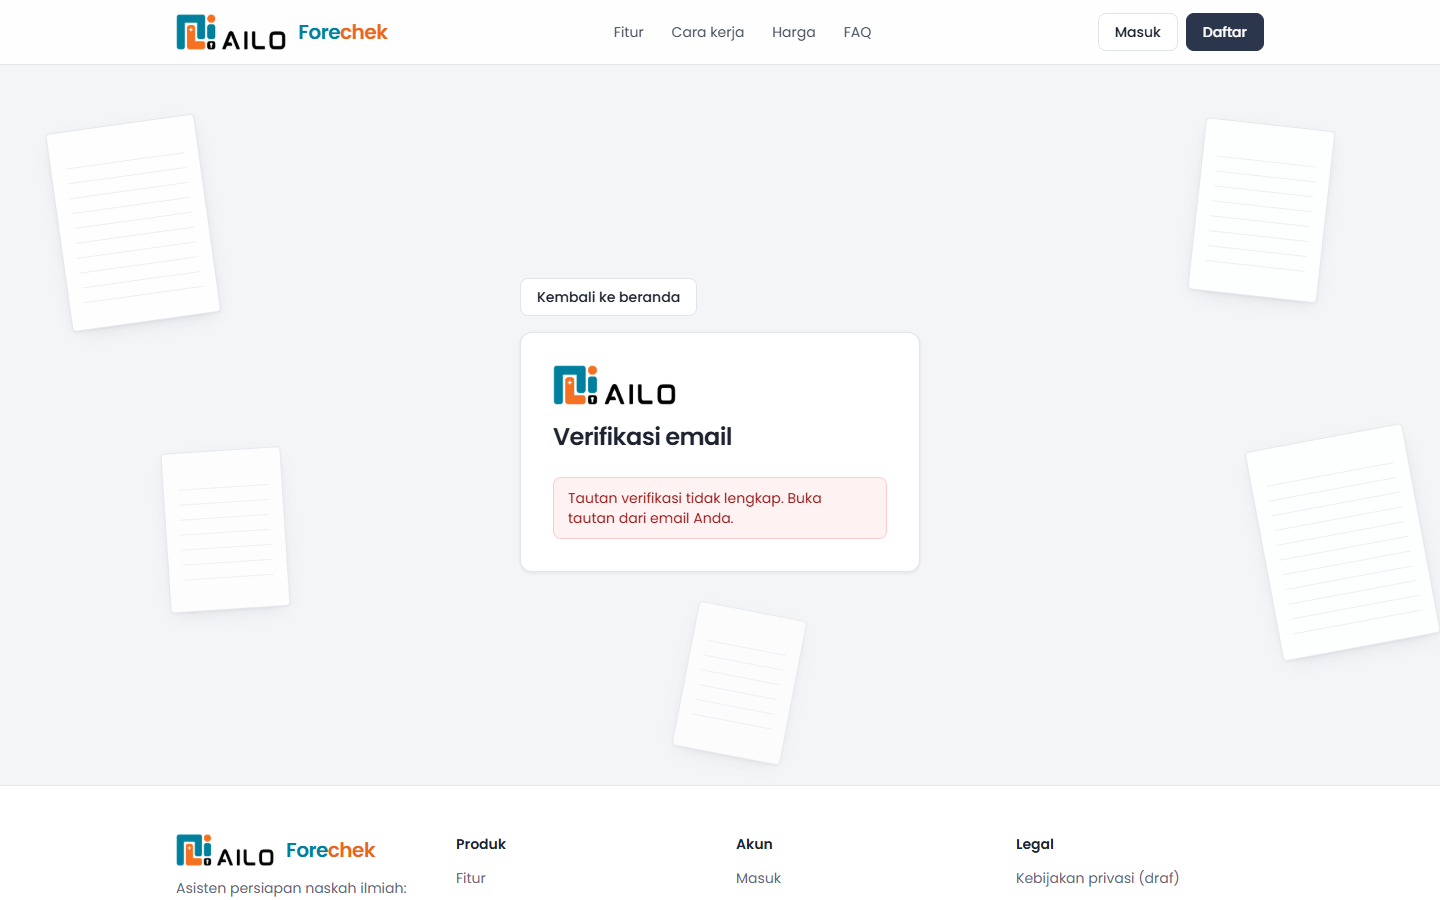 AILO Forechek
Fitur
Cara kerja
Harga
FAQ
Masuk
Daftar
Kembali ke beranda
AILO
Verifikasi email
Tautan verifikasi tidak lengkap. Buka
tautan dari email Anda.
AILO Forechek
Asisten persiapan naskah ilmiah:
Produk
Fitur
Akun
Masuk
Legal
Kebijakan privasi (draf)